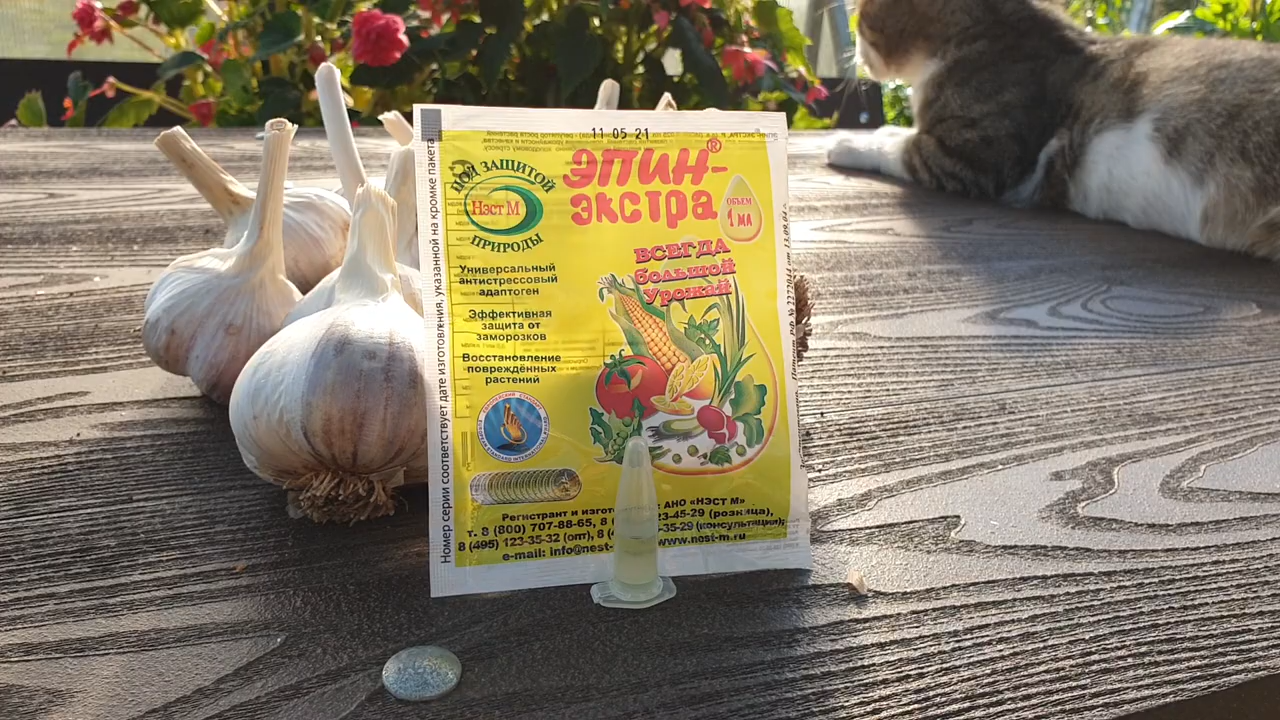 11 05 21
ЭПИН-®
экстра
ПОД ЗАЩИТОЙ
Нэст М
ПРИРОДЫ
ОБЪЕМ
1 мл
ВСЕГДА
большой
Урожай
Универсальный
антистрессовый
адаптоген
Эффективная
защита от
заморозков
Восстановление
повреждённых
растений
Регистрант и АНО «НЭСТ М»
т. 8 (800) 707-88-65, 8 23-45-29 (розница),
8 (495) 123-35-32 (опт), 8 -35-29 (консультации);
e-mail: info@nest- www.nest-m.ru
Номер серии соответствует дате изготовления, указанной на кромке пакета